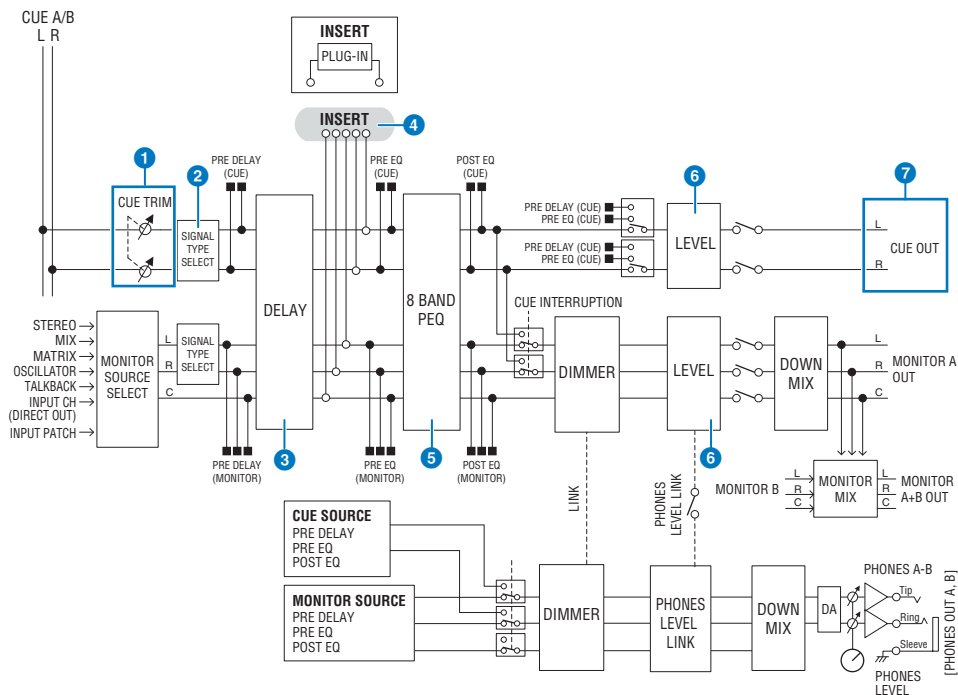 CUE A/B
L R
INSERT
PLUG-IN
INSERT
4
1
CUE TRIM
2
SIGNAL
TYPE
SELECT
PRE DELAY
(CUE)
PRE EQ
(CUE)
POST EQ
(CUE)
DELAY
3
8 BAND
PEQ
5
PRE DELAY (CUE)
PRE EQ (CUE)
PRE DELAY (CUE)
PRE EQ (CUE)
6
LEVEL
7
L
R
CUE OUT
CUE INTERRUPTION
STEREO
MIX
MATRIX
OSCILLATOR
TALKBACK
INPUT CH
(DIRECT OUT)
INPUT PATCH
MONITOR
SOURCE
SELECT
L
R
C
SIGNAL
TYPE
SELECT
PRE DELAY
(MONITOR)
PRE EQ
(MONITOR)
POST EQ
(MONITOR)
DIMMER
LEVEL
6
DOWN
MIX
L
R
C
MONITOR A
OUT
MONITOR B
L
R
C
MONITOR
MIX
L
R
C
MONITOR
A+B OUT
LINK
PHONES
LEVEL LINK
CUE SOURCE
PRE DELAY
PRE EQ
POST EQ
MONITOR SOURCE
PRE DELAY
PRE EQ
POST EQ
DIMMER
PHONES
LEVEL
LINK
DOWN
MIX
DA
PHONES A-B
Tip
Ring
Sleeve
PHONES
LEVEL
[PHONES OUT A, B]